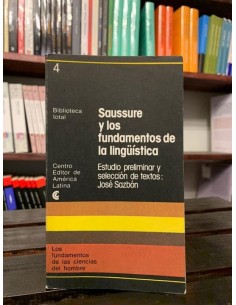 4
Biblioteca
total
Saussure
y los
fundamentos de
la lingüística
Centro
Editor de
América
Latina
Estudio preliminar y
selección de textos:
José Sazbón
Los
fundamentos
de las ciencias
del hombre